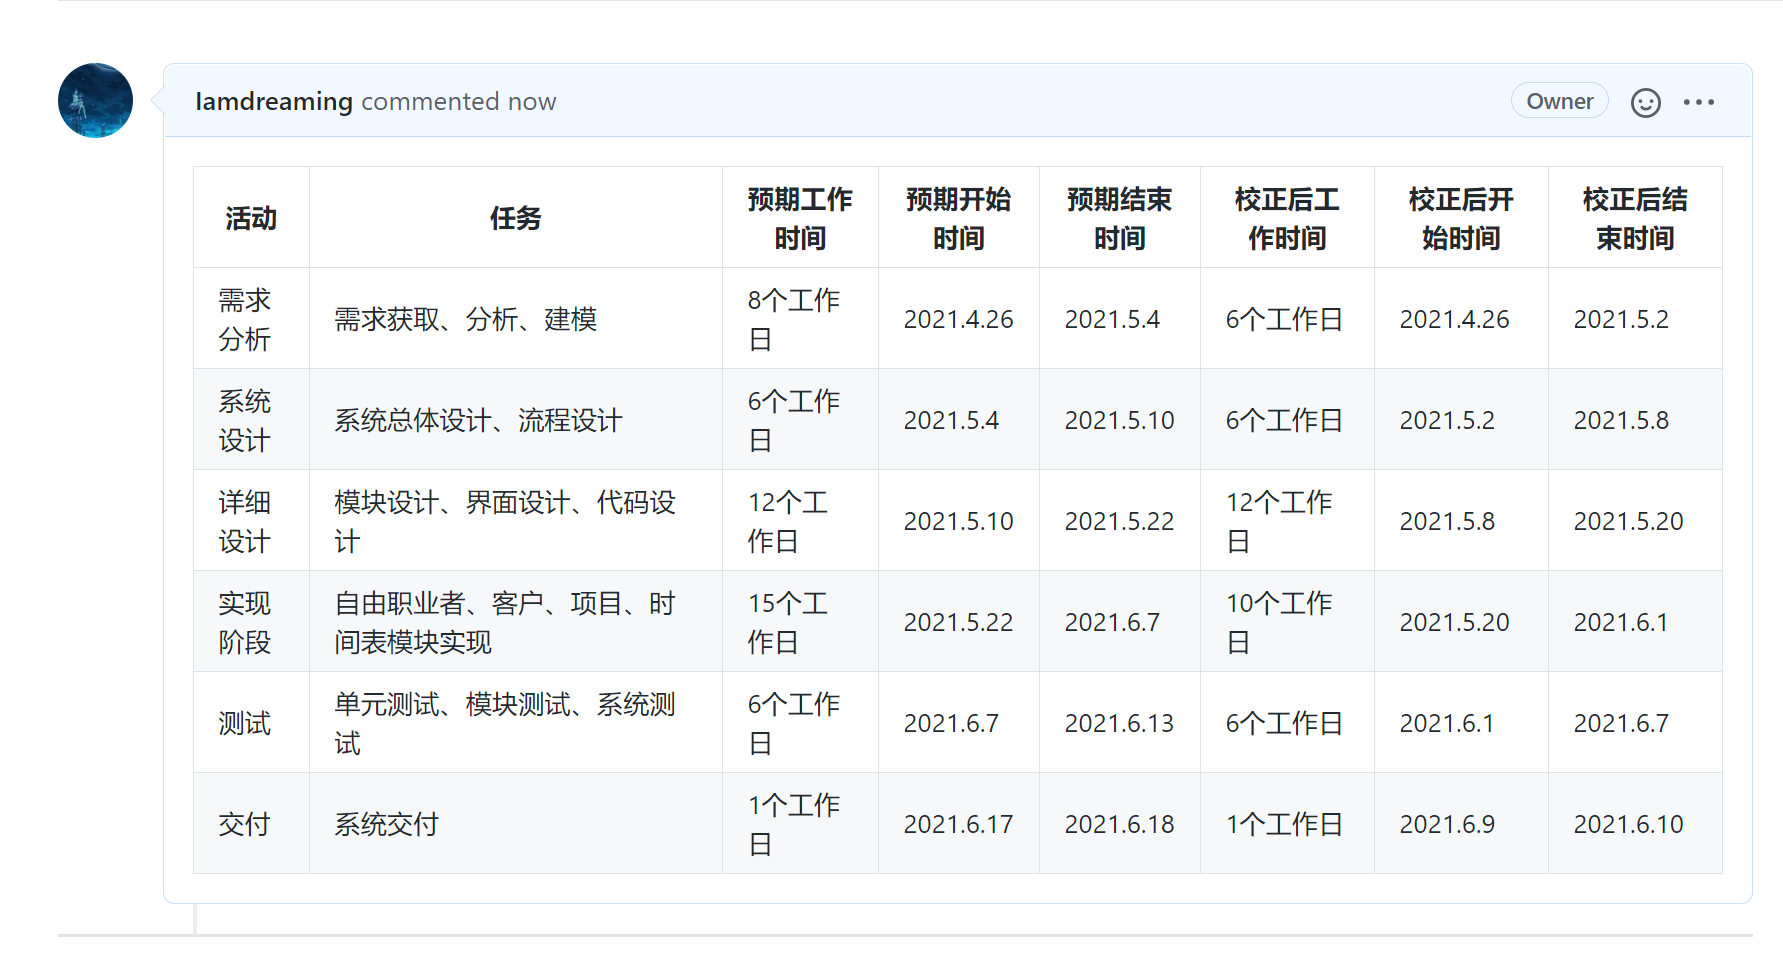 Iamdreaming commented now
Owner
活动
任务
预期工作
时间
预期开始
时间
预期结束
时间
校正后工
作时间
校正后开
始时间
校正后结
束时间
需求
分析
需求获取、分析、建模
8个工作
日
2021.4.26
2021.5.4
6个工作日
2021.4.26
2021.5.2
系统
设计
系统总体设计、流程设计
6个工作
日
2021.5.4
2021.5.10
6个工作日
2021.5.2
2021.5.8
详细
设计
模块设计、界面设计、代码设
计
12个工
作日
2021.5.10
2021.5.22
12个工作
日
2021.5.8
2021.5.20
实现
阶段
自由职业者、客户、项目、时
间表模块实现
15个工
作日
2021.5.22
2021.6.7
10个工作
日
2021.5.20
2021.6.1
测试
单元测试、模块测试、系统测
试
6个工作
日
2021.6.7
2021.6.13
6个工作日
2021.6.1
2021.6.7
交付
系统交付
1个工作
日
2021.6.17
2021.6.18
1个工作日
2021.6.9
2021.6.10